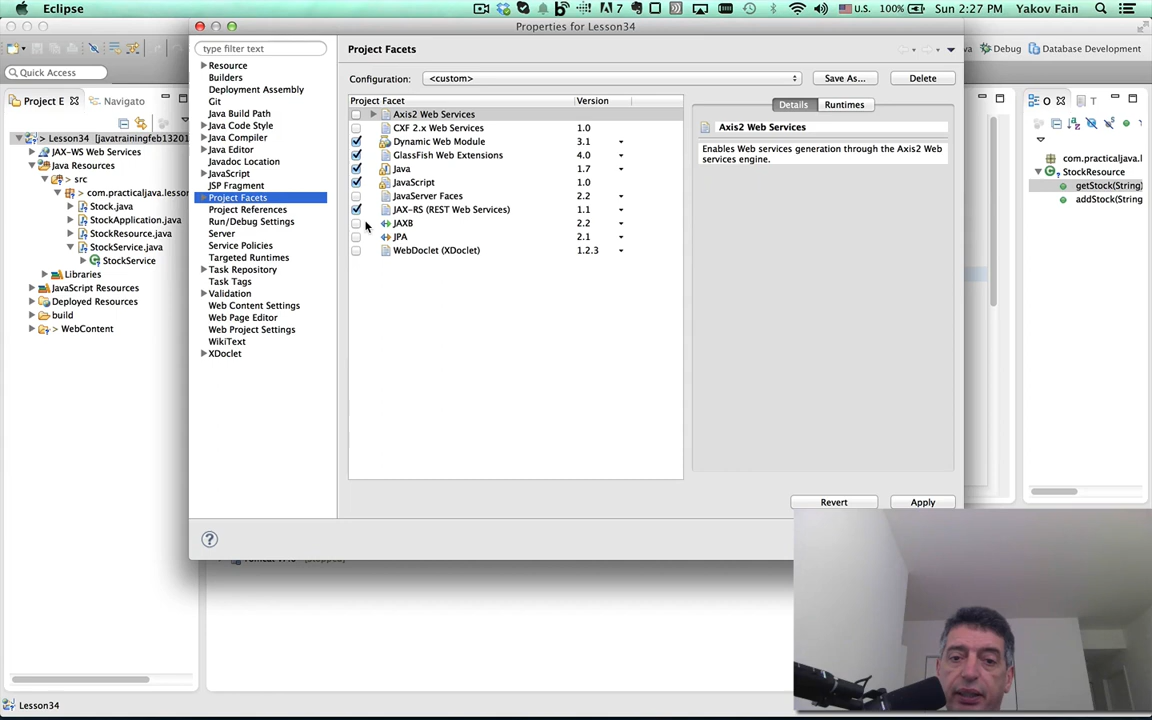 Eclipse
7
U.S.
100%
Sun 2:27 PM
Yakov Fain
Properties for Lesson34
Debug
Database Development
Quick Access
Project E
Navigato
Lesson34 [javatrainingfeb13201
JAX-WS Web Services
Java Resources
src
com.practicaljava.lesson
Stock.java
StockApplication.java
StockResource.java
StockService.java
StockService
Libraries
JavaScript Resources
Deployed Resources
build
WebContent
type filter text
Resource
Builders
Deployment Assembly
Git
Java Build Path
Java Code Style
Java Compiler
Java Editor
Javadoc Location
JavaScript
JSP Fragment
Project Facets
Project References
Run/Debug Settings
Server
Service Policies
Targeted Runtimes
Task Repository
Task Tags
Validation
Web Content Settings
Web Page Editor
Web Project Settings
WikiText
XDoclet
Project Facets
Configuration:
<custom>
Save As...
Delete
Project Facet
Version
Axis2 Web Services
CXF 2.x Web Services 1.0
Dynamic Web Module 3.1
GlassFish Web Extensions 4.0
Java 1.7
JavaScript 1.0
JavaServer Faces 2.2
JAX-RS (REST Web Services) 1.1
JAXB 2.2
JPA 2.1
WebDoclet (XDoclet) 1.2.3
Details
Runtimes
Axis2 Web Services
Enables Web services generation through the Axis2 Web
services engine.
Revert
Apply
O
T
com.practicaljava.l
StockResource
getStock(String)
addStock(String)
Lesson34